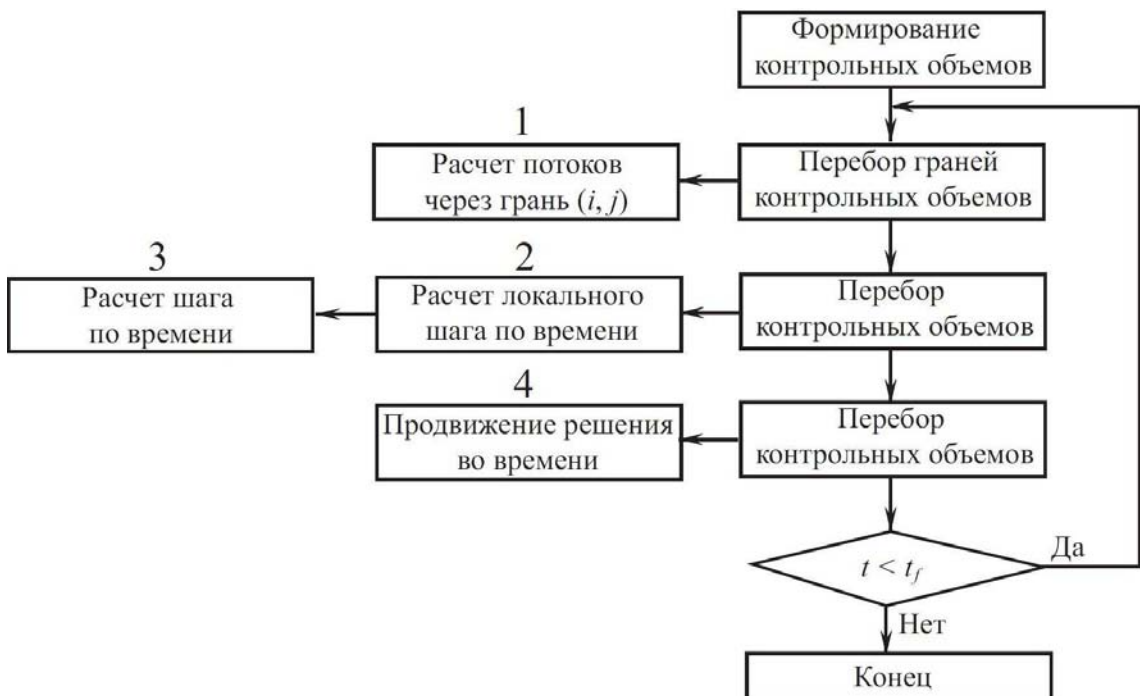 Формирование
контрольных объемов
1
Расчет потоков
через грань (i, j)
Перебор граней
контрольных объемов
3
Расчет шага
по времени
2
Расчет локального
шага по времени
Перебор
контрольных объемов
4
Продвижение решения
во времени
Перебор
контрольных объемов
t < t_f
Да
Нет
Конец